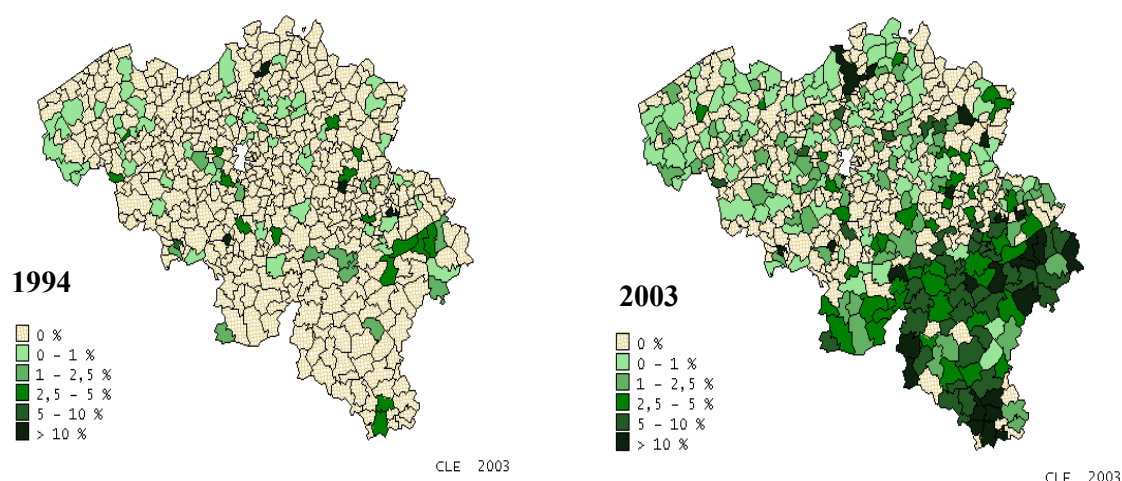 1994
0 %
0 – 1 %
1 – 2,5 %
2,5 – 5 %
5 – 10 %
> 10 %
CLE 2003
2003
0 %
0 – 1 %
1 – 2,5 %
2,5 – 5 %
5 – 10 %
> 10 %
CLE 2003